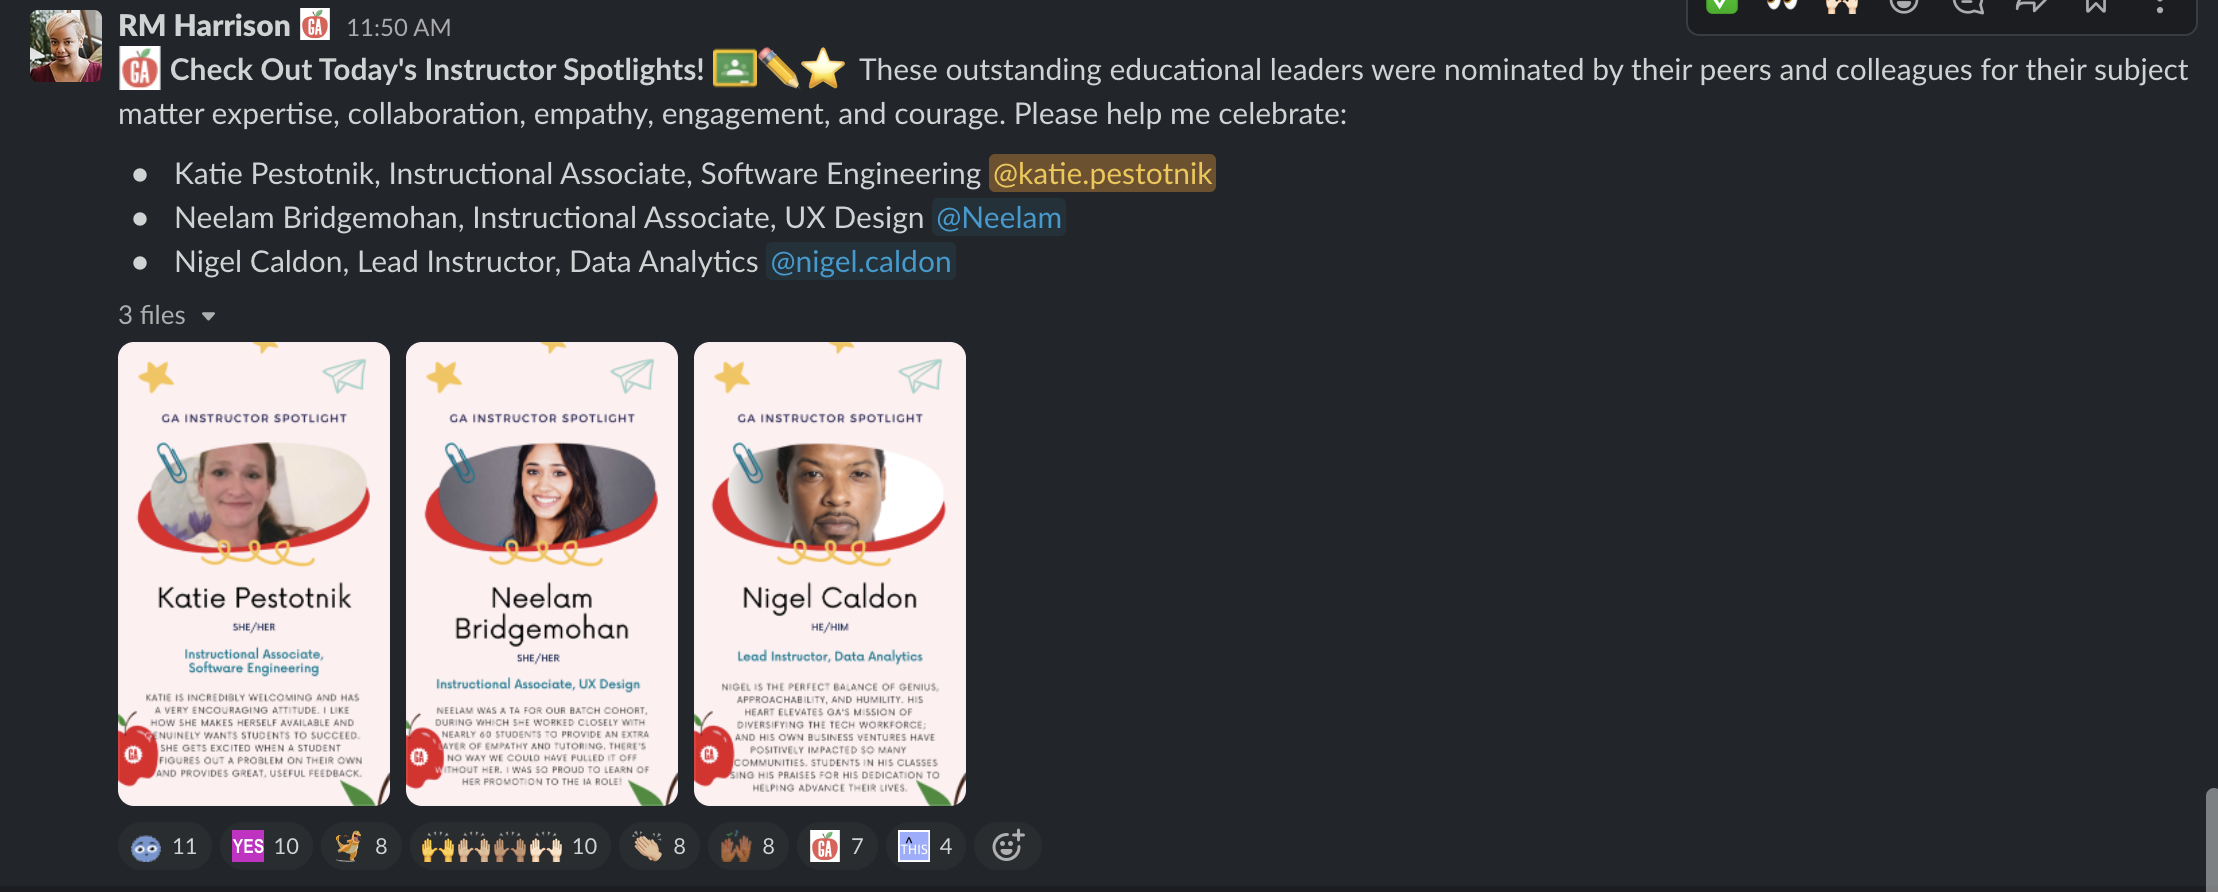 RM Harrison GA 11:50 AM
GA Check Out Today's Instructor Spotlights! These outstanding educational leaders were nominated by their peers and colleagues for their subject
matter expertise, collaboration, empathy, engagement, and courage. Please help me celebrate:
● Katie Pestotnik, Instructional Associate, Software Engineering @katie.pestotnik
● Neelam Bridgemohan, Instructional Associate, UX Design @Neelam
● Nigel Caldon, Lead Instructor, Data Analytics @nigel.caldon
3 files
GA INSTRUCTOR SPOTLIGHT
Katie Pestotnik
SHE/HER
Instructional Associate,
Software Engineering
KATIE IS INCREDIBLY WELCOMING AND HAS
A VERY ENCOURAGING ATTITUDE. I LIKE
HOW SHE MAKES HERSELF AVAILABLE AND
GENUINELY WANTS STUDENTS TO SUCCEED.
SHE GETS EXCITED WHEN A STUDENT
FIGURES OUT A PROBLEM ON THEIR OWN
AND PROVIDES GREAT, USEFUL FEEDBACK.
GA
GA INSTRUCTOR SPOTLIGHT
Neelam
Bridgemohan
SHE/HER
Instructional Associate, UX Design
NEELAM WAS A TA FOR OUR BATCH COHORT,
DURING WHICH SHE WORKED CLOSELY WITH
NEARLY 60 STUDENTS TO PROVIDE AN EXTRA
LAYER OF EMPATHY AND TUTORING. THERE'S
NO WAY WE COULD HAVE PULLED IT OFF
WITHOUT HER. I WAS SO PROUD TO LEARN OF
HER PROMOTION TO THE IA ROLE!
GA
GA INSTRUCTOR SPOTLIGHT
Nigel Caldon
HE/HIM
Lead Instructor, Data Analytics
NIGEL IS THE PERFECT BALANCE OF GENIUS,
APPROACHABILITY, AND HUMILITY. HIS
HEART ELEVATES GA'S MISSION OF
DIVERSIFYING THE TECH WORKFORCE;
AND HIS OWN BUSINESS VENTURES HAVE
POSITIVELY IMPACTED SO MANY
COMMUNITIES. STUDENTS IN HIS CLASSES
SING HIS PRAISES FOR HIS DEDICATION TO
HELPING ADVANCE THEIR LIVES.
GA
11 YES 10 8 10 8 8 GA 7 ^ THIS 4